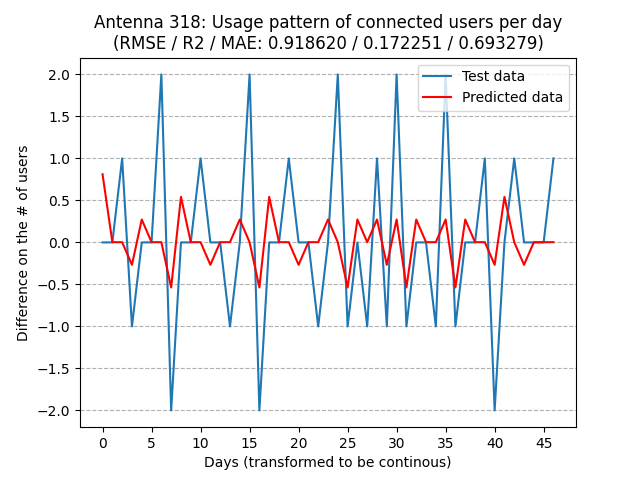 Antenna 318: Usage pattern of connected users per day
(RMSE / R2 / MAE: 0.918620 / 0.172251 / 0.693279)
Test data
Predicted data
Difference on the # of users
2.0
1.5
1.0
0.5
0.0
−0.5
−1.0
−1.5
−2.0
0 5 10 15 20 25 30 35 40 45
Days (transformed to be continous)